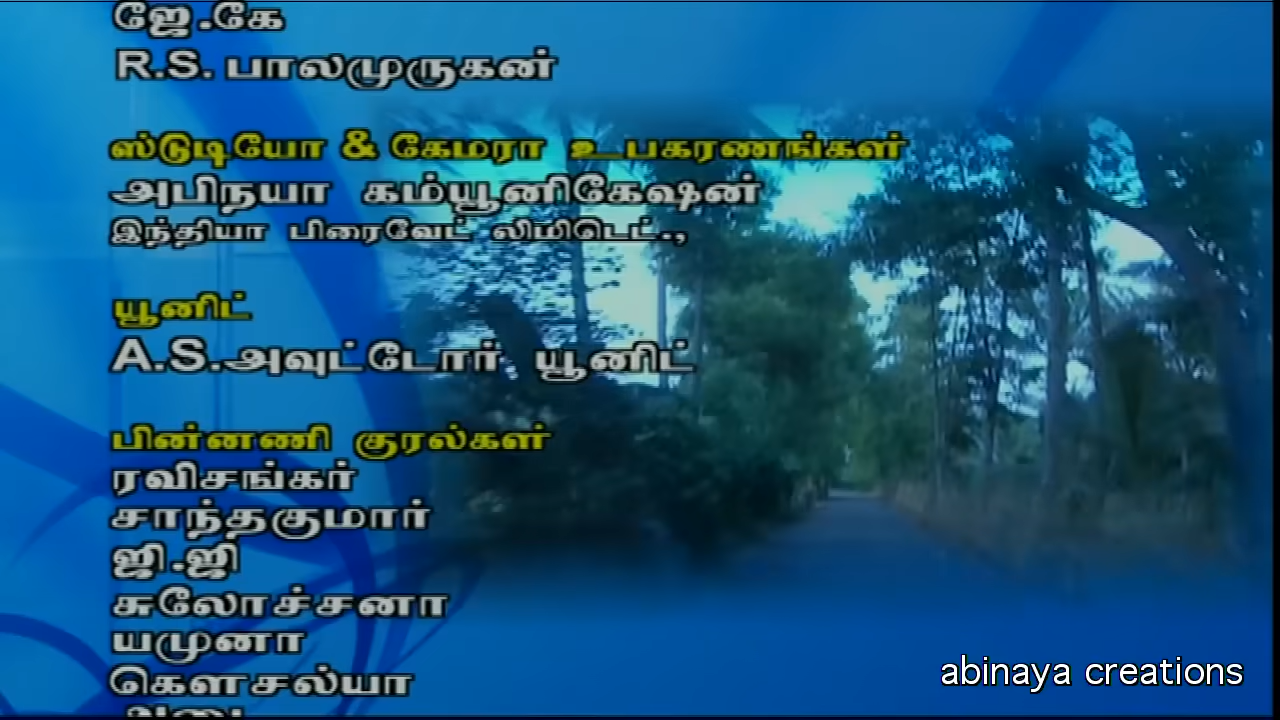 ஜே.கே
R.S. பாலமுருகன்
ஸ்டுடியோ & கேமரா உபகரணங்கள்
அபிநயா கம்யூனிகேஷன்
இந்தியா பிரைவேட் லிமிடெட்.,
யூனிட்
A.S.அவுட்டோர் யூனிட்
பின்னணி குரல்கள்
ரவிசங்கர்
சாந்தகுமார்
ஜி.ஜி
சுலோச்சனா
யமுனா
கௌசல்யா
abinaya creations